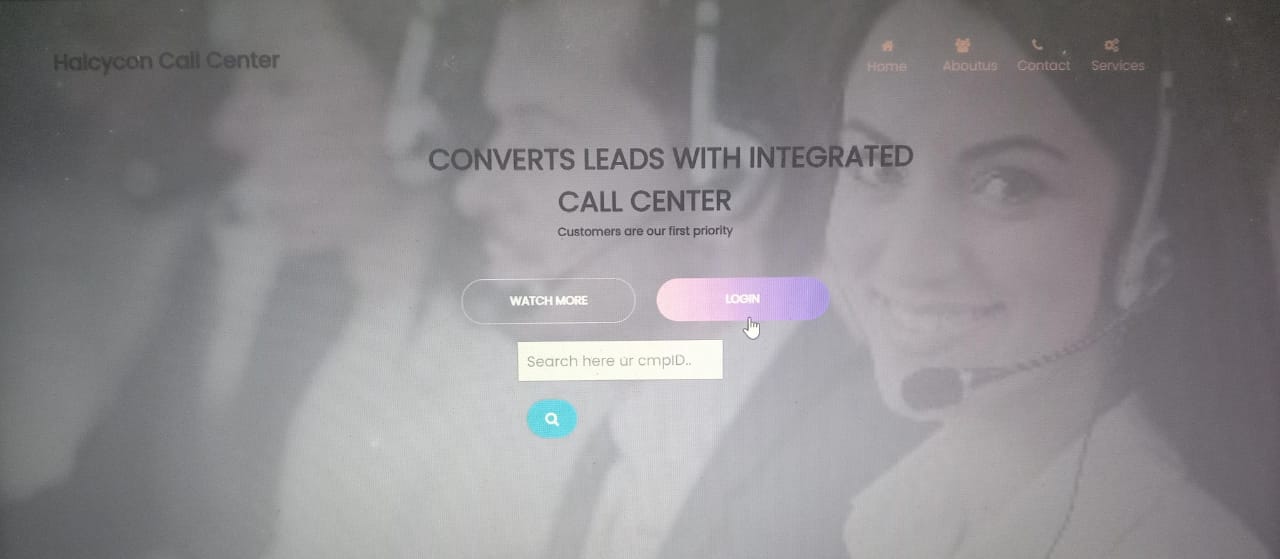 Halcycon Call Center
Home
Aboutus
Contact
Services
CONVERTS LEADS WITH INTEGRATED
CALL CENTER
Customers are our first priority
WATCH MORE
LOGIN
Search here ur cmpID..